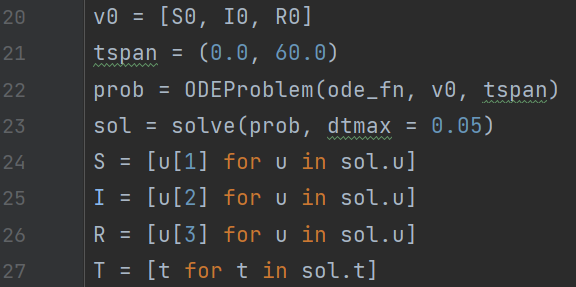 20 v0 = [S0, I0, R0]
21 tspan = (0.0, 60.0)
22 prob = ODEProblem(ode_fn, v0, tspan)
23 sol = solve(prob, dtmax = 0.05)
24 S = [u[1] for u in sol.u]
25 I = [u[2] for u in sol.u]
26 R = [u[3] for u in sol.u]
27 T = [t for t in sol.t]